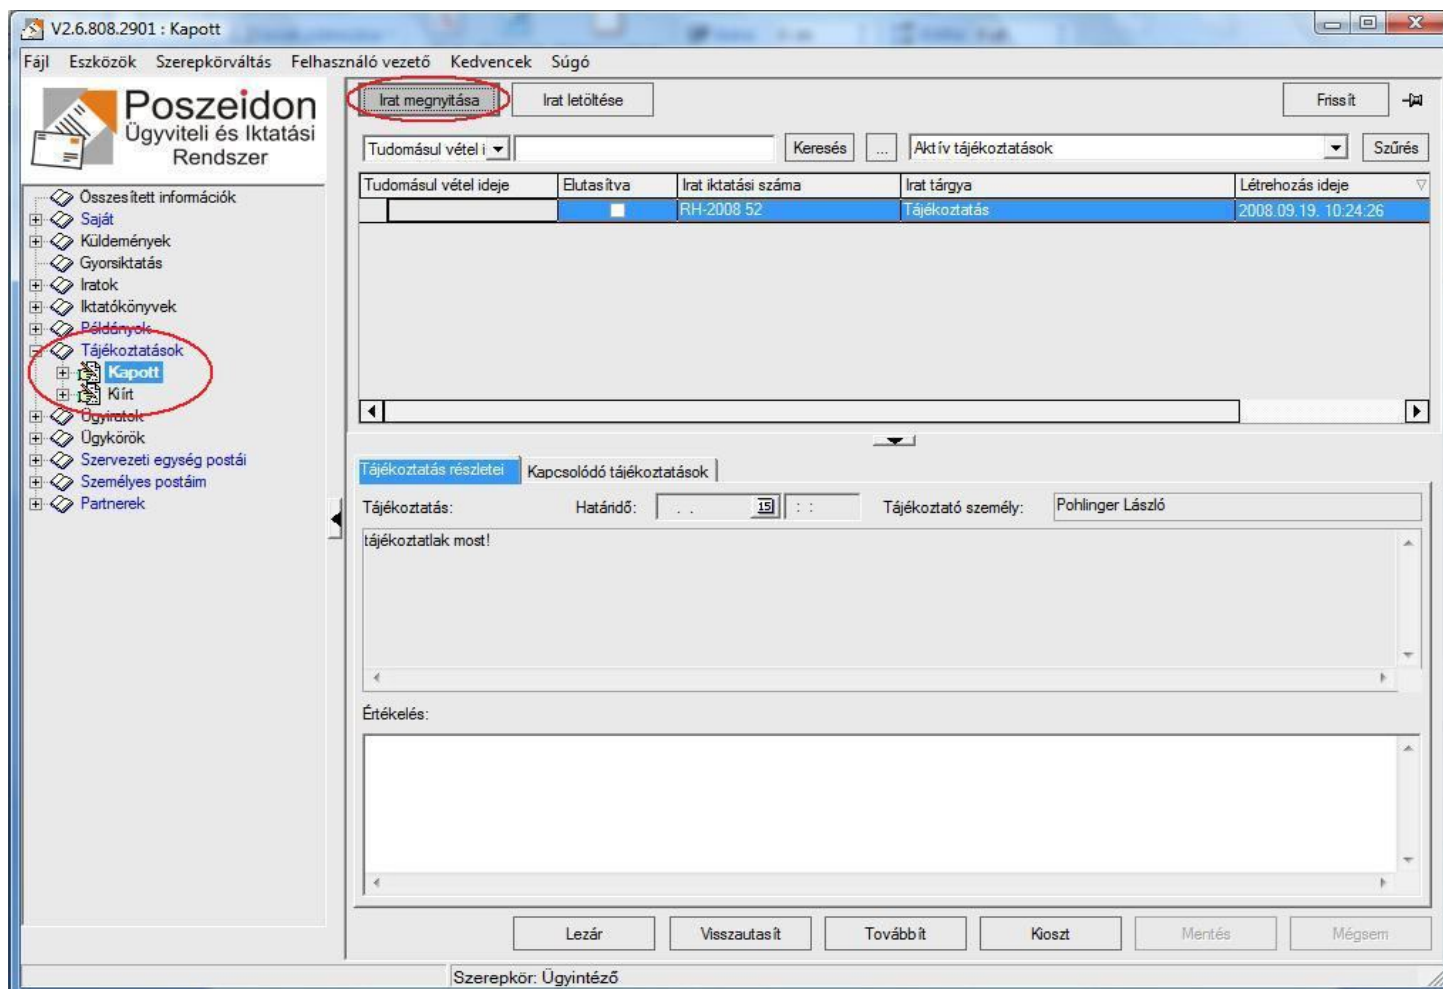 V2.6.808.2901 : Kapott
Fájl Eszközök Szerepkörváltás Felhasználó vezető Kedvencek Súgó
Poszeidon
Ügyviteli és Iktatási
Rendszer
Irat megnyitása Irat letöltése Frissít
Tudomásul vétel i Keresés ... Aktív tájékoztatások Szűrés
Tudomásul vétel ideje Elutasítva Irat iktatási száma Irat tárgya Létrehozás ideje
RH-2008 52 Tájékoztatás 2008.09.19. 10:24:26
Összesített információk
Saját
Küldemények
Gyorsiktatás
Iratok
Iktatókönyvek
Példányok
Tájékoztatások
Kapott
Kiírt
Ügyiratok
Ügykörök
Szervezeti egység postái
Személyes postáim
Partnerek
Tájékoztatás részletei Kapcsolódó tájékoztatások
Tájékoztatás: Határidő: . . 15 : : Tájékoztató személy: Pohlinger László
tájékoztatlak most!
Értékelés:
Lezár Visszautasít Továbbít Kioszt Mentés Mégsem
Szerepkör: Ügyintéző